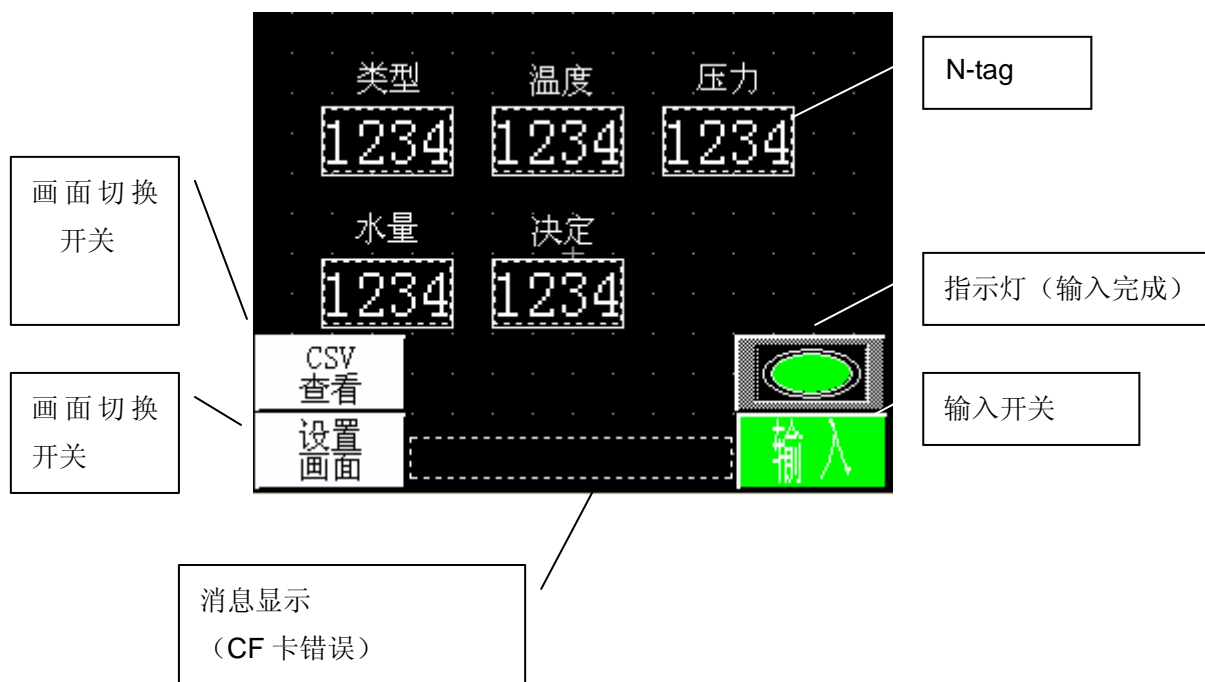 类型 温度 压力
1234 1234 1234
水量 决定
1234 1234
CSV
查看
设置
画面
输入
N-tag
画面切换
开关
指示灯（输入完成）
画面切换
开关
输入开关
消息显示
（CF 卡错误）